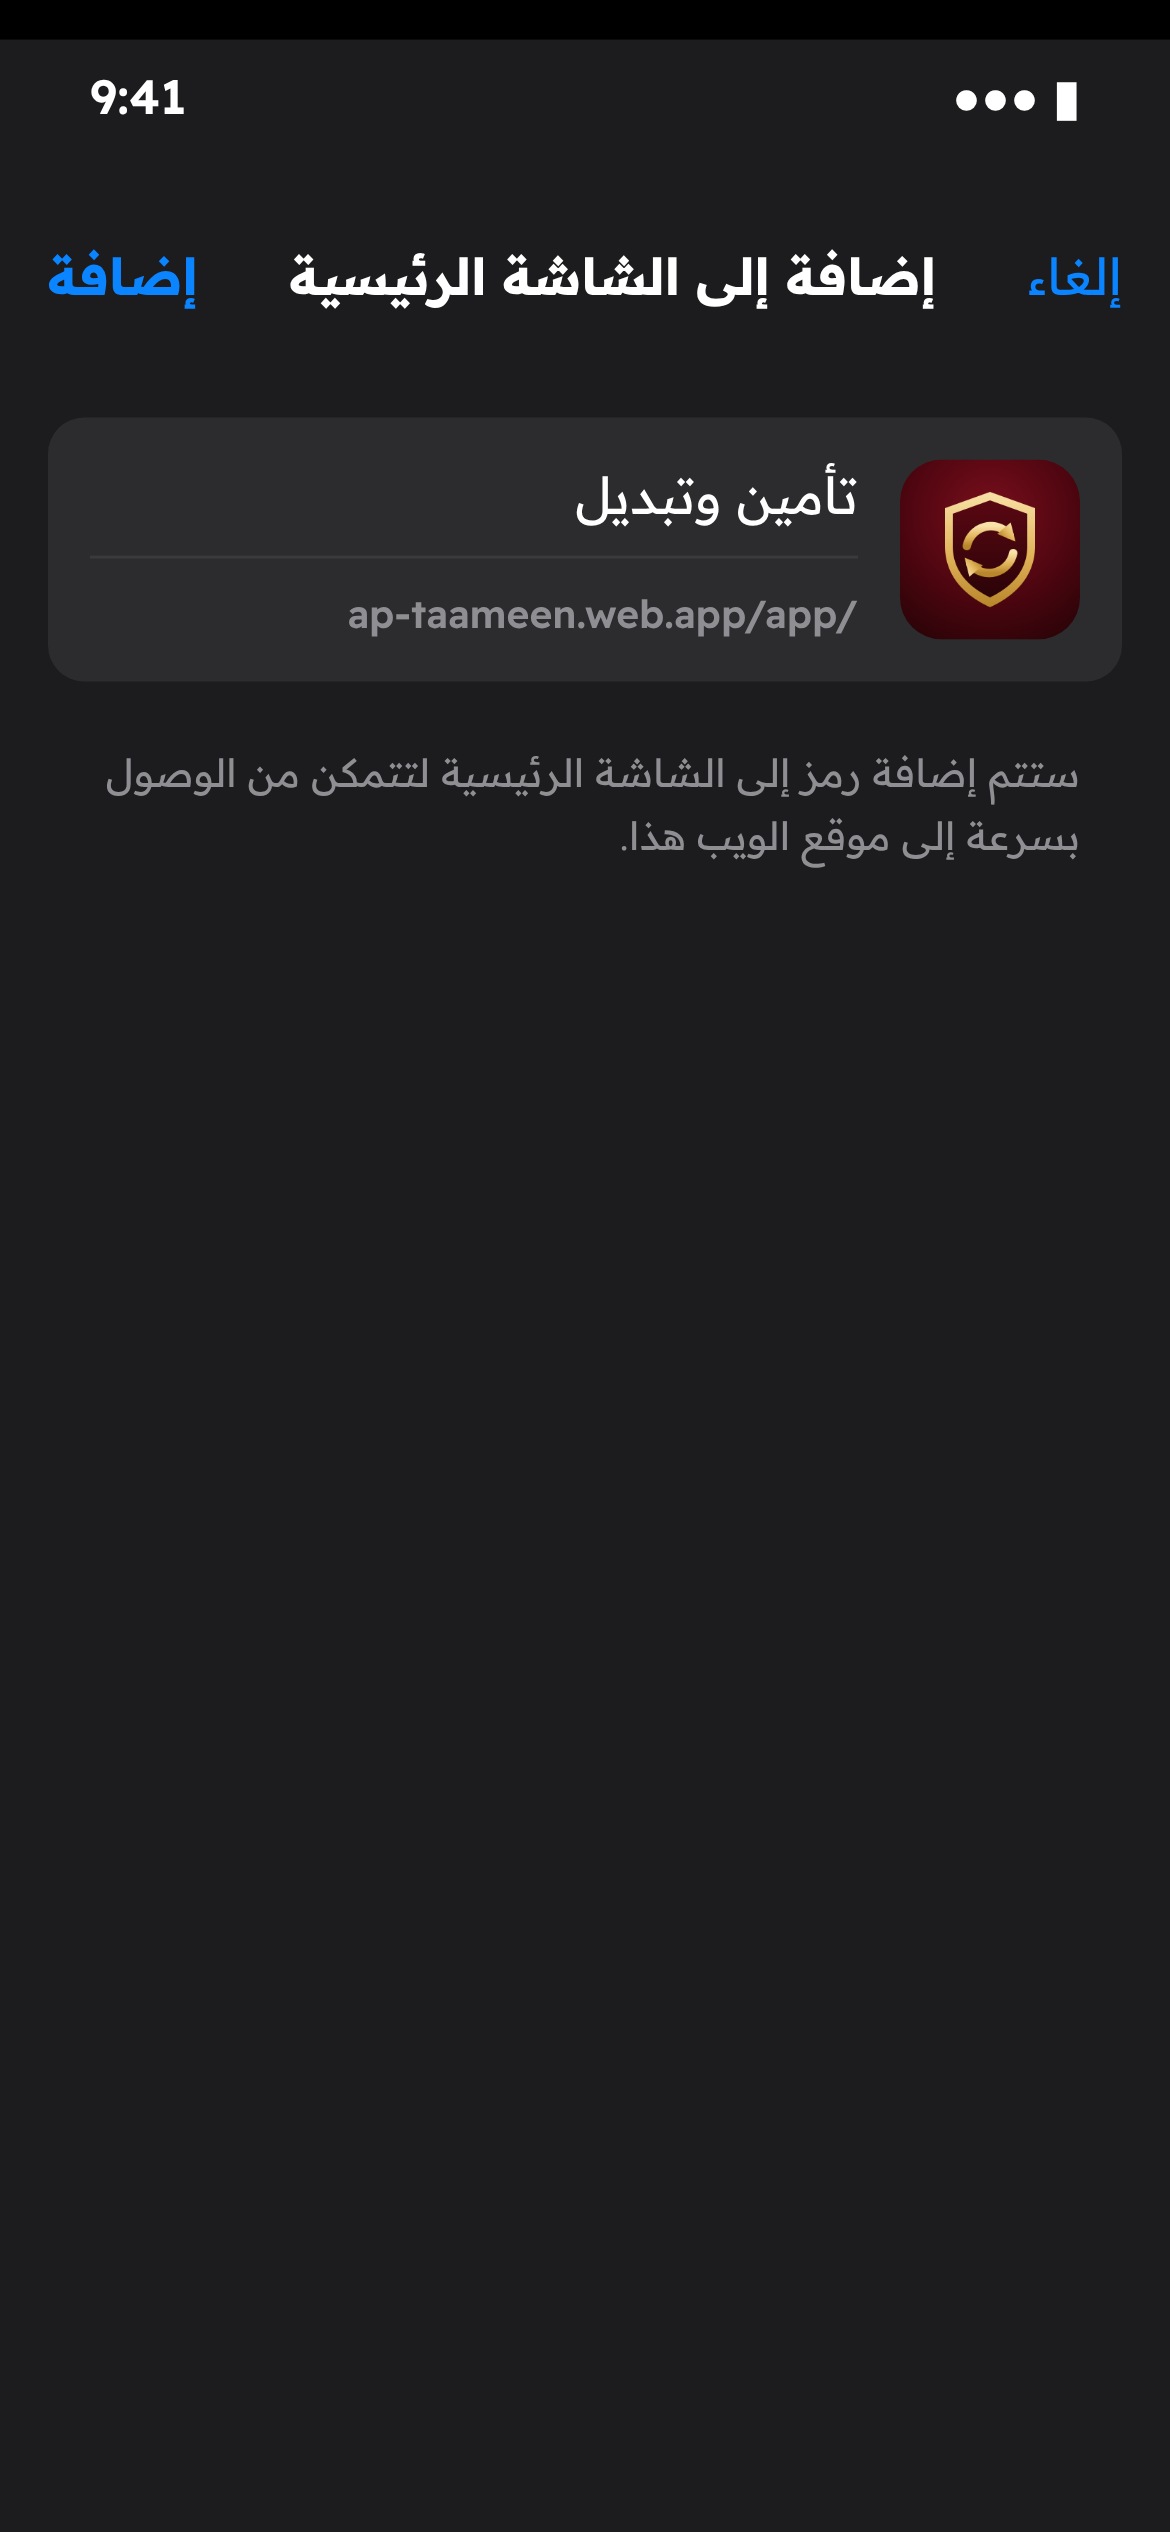 9:41
إلغاء
إضافة إلى الشاشة الرئيسية
إضافة
تأمين وتبديل
ap-taameen.web.app/app/
ستتم إضافة رمز إلى الشاشة الرئيسية لتتمكن من الوصول
بسرعة إلى موقع الويب هذا.